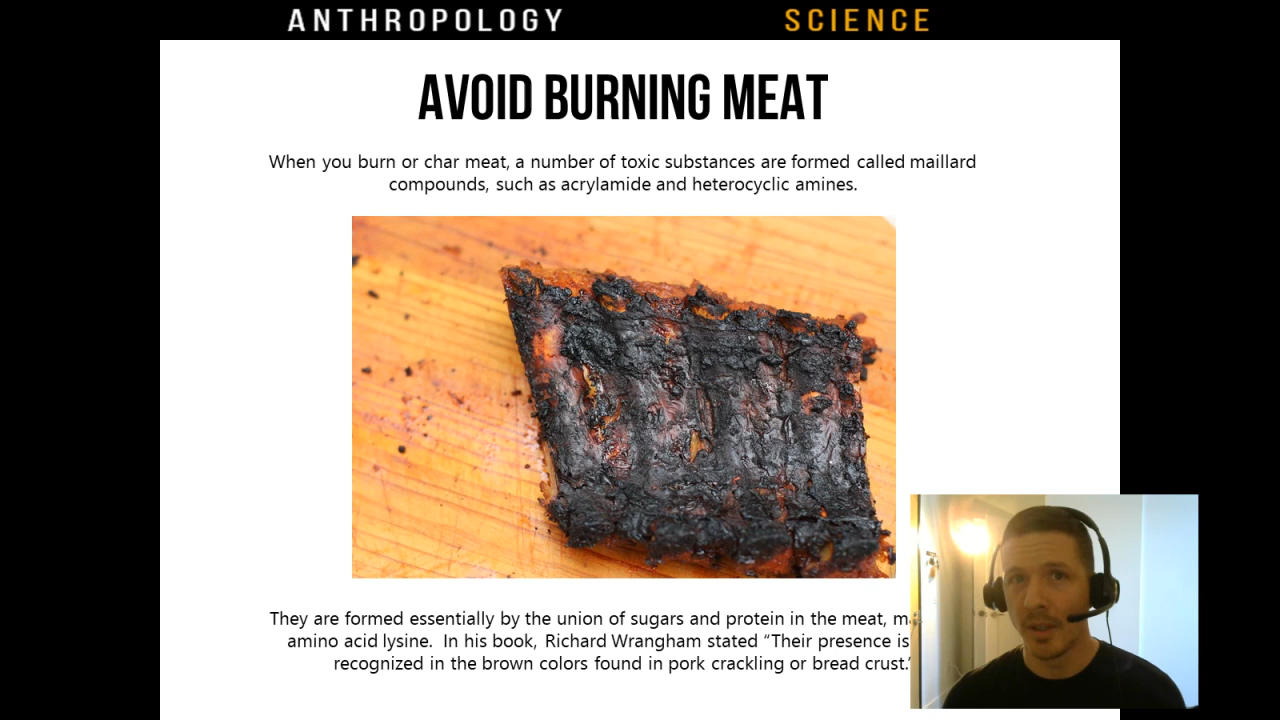 ANTHROPOLOGY SCIENCE
AVOID BURNING MEAT
When you burn or char meat, a number of toxic substances are formed called maillard
compounds, such as acrylamide and heterocyclic amines.
They are formed essentially by the union of sugars and protein in the meat,
amino acid lysine. In his book, Richard Wrangham stated “Their presence is
recognized in the brown colors found in pork crackling or bread crust.”